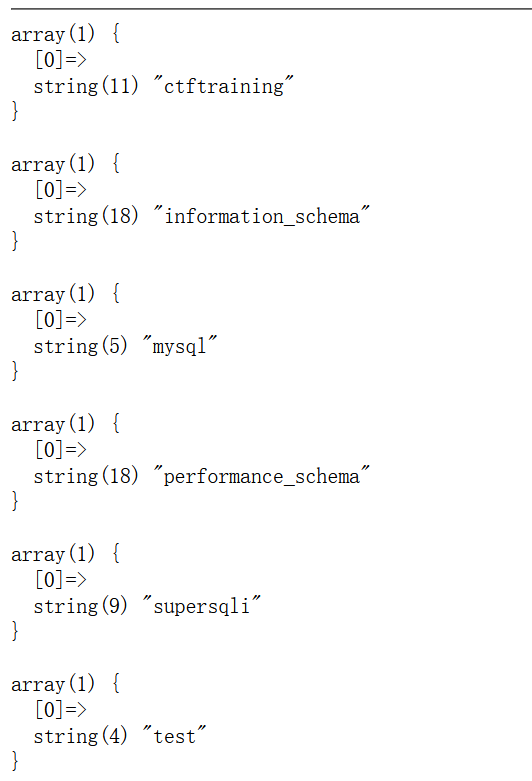 array(1) {
  [0]=>
  string(11) "ctftraining"
}
array(1) {
  [0]=>
  string(18) "information_schema"
}
array(1) {
  [0]=>
  string(5) "mysql"
}
array(1) {
  [0]=>
  string(18) "performance_schema"
}
array(1) {
  [0]=>
  string(9) "supersqli"
}
array(1) {
  [0]=>
  string(4) "test"
}